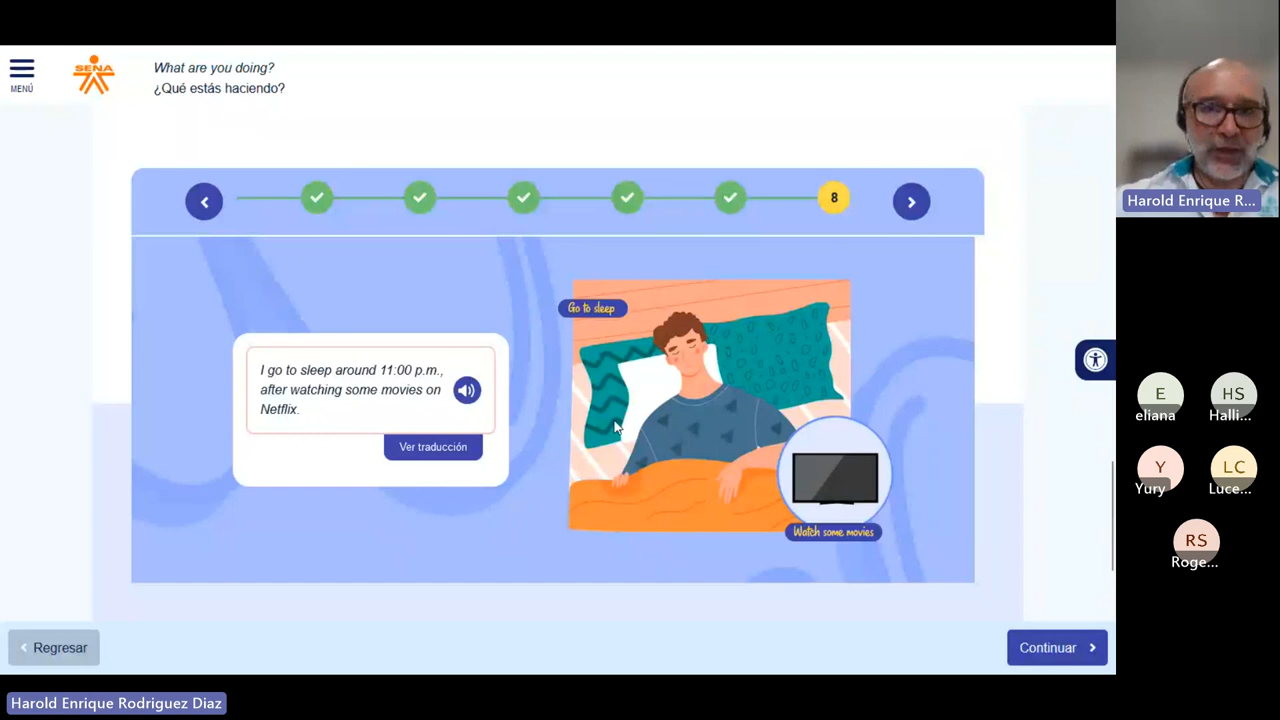 What are you doing?
¿Qué estás haciendo?
MENÚ
SENA
8
Go to sleep
I go to sleep around 11:00 p.m.,
after watching some movies on
Netflix.
Ver traducción
Watch some movies
Regresar
Continuar
Harold Enrique Rodriguez Diaz
Harold Enrique R...
E
eliana
HS
Halli...
Y
Yury
LC
Luce...
RS
Roge...